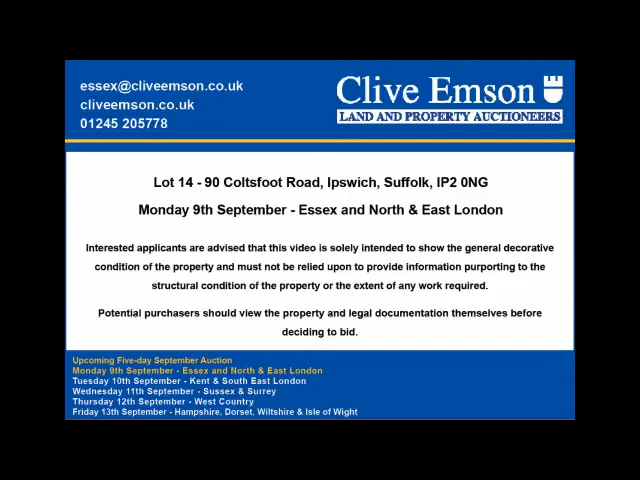 essex@cliveemson.co.uk
cliveemson.co.uk
01245 205778
Clive Emson
LAND AND PROPERTY AUCTIONEERS
Lot 14 - 90 Coltsfoot Road, Ipswich, Suffolk, IP2 0NG
Monday 9th September - Essex and North & East London
Interested applicants are advised that this video is solely intended to show the general decorative
condition of the property and must not be relied upon to provide information purporting to the
structural condition of the property or the extent of any work required.
Potential purchasers should view the property and legal documentation themselves before
deciding to bid.
Upcoming Five-day September Auction
Monday 9th September - Essex and North & East London
Tuesday 10th September - Kent & South East London
Wednesday 11th September - Sussex & Surrey
Thursday 12th September - West Country
Friday 13th September - Hampshire, Dorset, Wiltshire & Isle of Wight